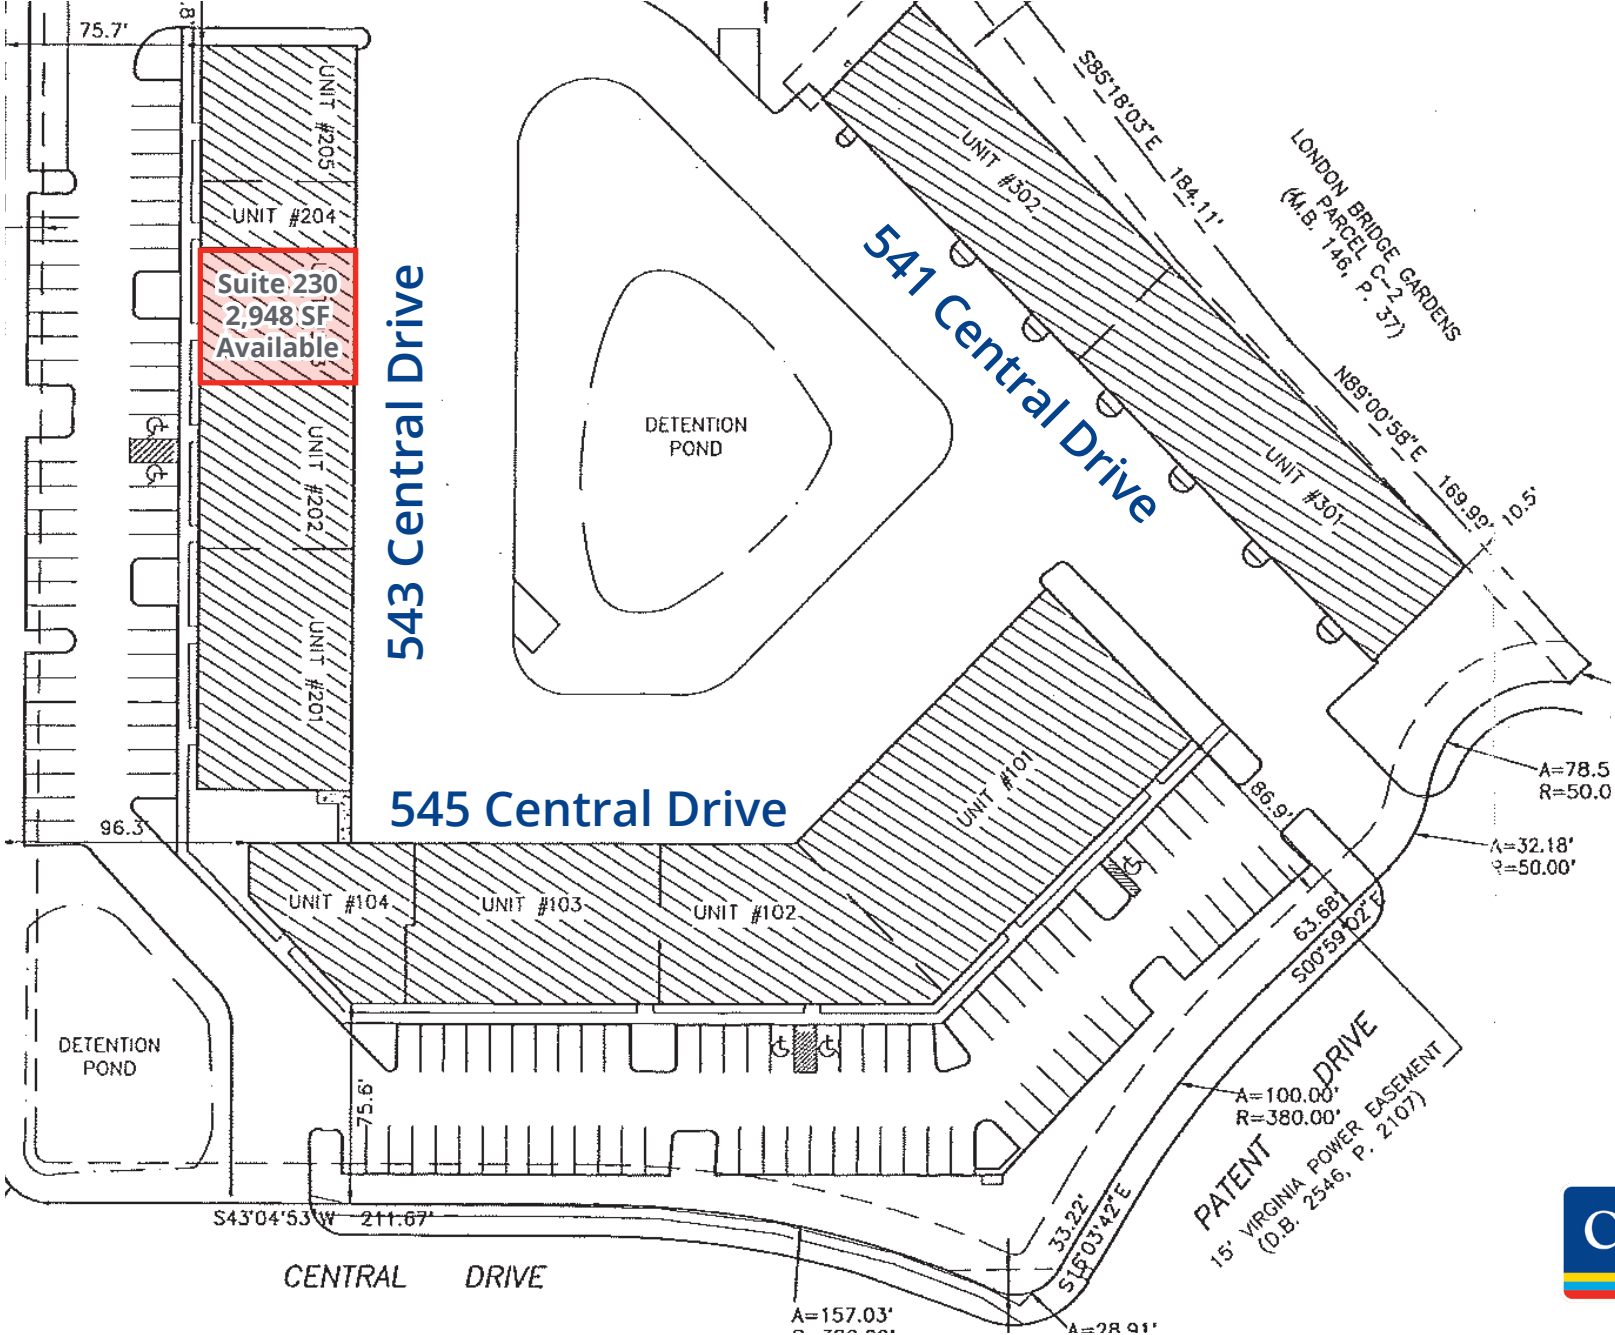 75.7'
.8'
UNIT #205
UNIT #204
Suite 230
2,948 SF
Available
UNIT #202
UNIT #201
543 Central Drive
DETENTION
POND
541 Central Drive
UNIT #302
UNIT #301
S85°18'03"E 184.11'
LONDON BRIDGE GARDENS
PARCEL C-2
(M.B. 146, P. 37)
N89°00'58"E 169.99'
10.5'
545 Central Drive
UNIT #101
96.3'
UNIT #104
UNIT #103
UNIT #102
86.9'
A=78.5
R=50.0
A=32.18'
R=50.00'
63.68'
S00°59'02"E
DETENTION
POND
75.6'
A=100.00'
R=380.00'
PATENT DRIVE
15' VIRGINIA POWER EASEMENT
(D.B. 2546, P. 2107)
33.22'
S16°03'42"E
S43°04'53"W 211.67'
CENTRAL DRIVE
A=157.03'
A=28.91'